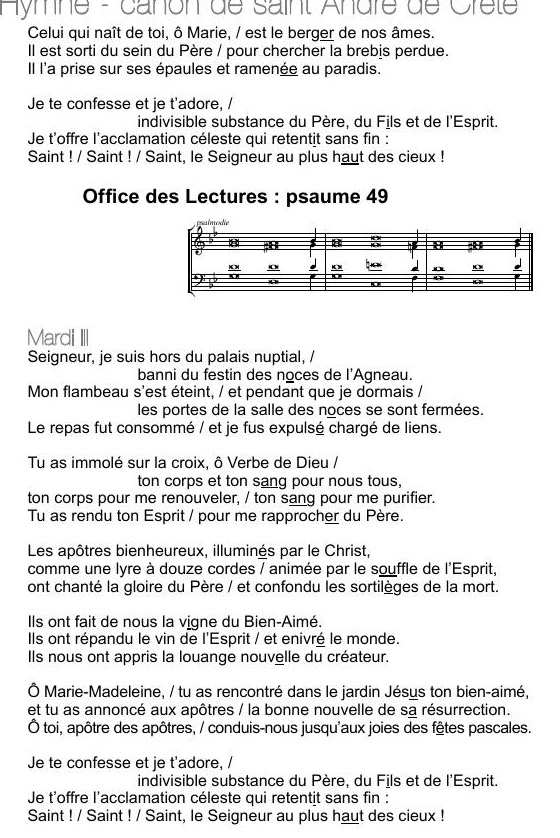 Hymne - canon de saint André de Crète
Celui qui naît de toi, ô Marie, / est le berger de nos âmes.
Il est sorti du sein du Père / pour chercher la brebis perdue.
Il l'a prise sur ses épaules et ramenée au paradis.
Je te confesse et je t'adore, /
indivisible substance du Père, du Fils et de l'Esprit.
Je t'offre l'acclamation céleste qui retentit sans fin :
Saint ! / Saint ! / Saint, le Seigneur au plus haut des cieux !
Office des Lectures : psaume 49
psalmodie
Mardi III
Seigneur, je suis hors du palais nuptial, /
banni du festin des noces de l'Agneau.
Mon flambeau s'est éteint, / et pendant que je dormais /
les portes de la salle des noces se sont fermées.
Le repas fut consommé / et je fus expulsé chargé de liens.
Tu as immolé sur la croix, ô Verbe de Dieu /
ton corps et ton sang pour nous tous,
ton corps pour me renouveler, / ton sang pour me purifier.
Tu as rendu ton Esprit / pour me rapprocher du Père.
Les apôtres bienheureux, illuminés par le Christ,
comme une lyre à douze cordes / animée par le souffle de l'Esprit,
ont chanté la gloire du Père / et confondu les sortilèges de la mort.
Ils ont fait de nous la vigne du Bien-Aimé.
Ils ont répandu le vin de l'Esprit / et enivré le monde.
Ils nous ont appris la louange nouvelle du créateur.
Ô Marie-Madeleine, / tu as rencontré dans le jardin Jésus ton bien-aimé,
et tu as annoncé aux apôtres / la bonne nouvelle de sa résurrection.
Ô toi, apôtre des apôtres, / conduis-nous jusqu'aux joies des fêtes pascales.
Je te confesse et je t'adore, /
indivisible substance du Père, du Fils et de l'Esprit.
Je t'offre l'acclamation céleste qui retentit sans fin :
Saint ! / Saint ! / Saint, le Seigneur au plus haut des cieux !